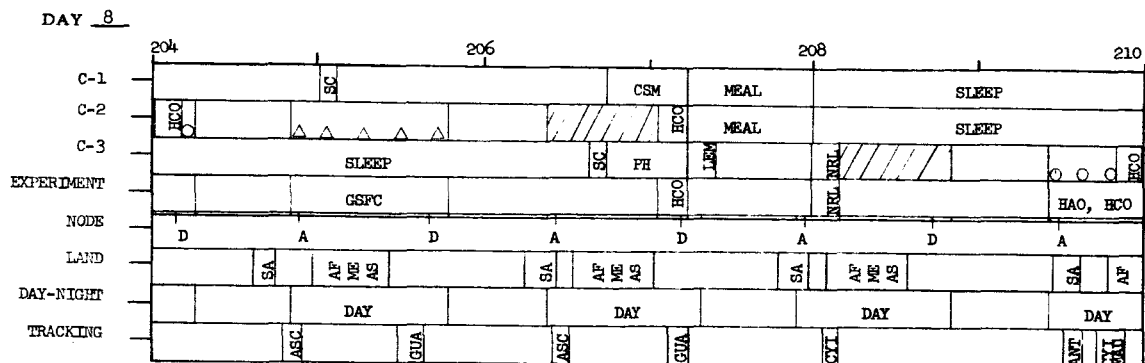 DAY 8
204 206 208 210
C-1 SC CSM MEAL SLEEP
C-2 HCO HCO MEAL SLEEP
C-3 SLEEP SC PH LEM NRL HCO
EXPERIMENT GSFC HCO NRL HAO, HCO
NODE D A D A D A D A
LAND SA AF ME AS SA AF ME AS SA AF ME AS SA AF
DAY-NIGHT DAY DAY DAY DAY
TRACKING ASC GUA ASC GUA CYI ANT CYI